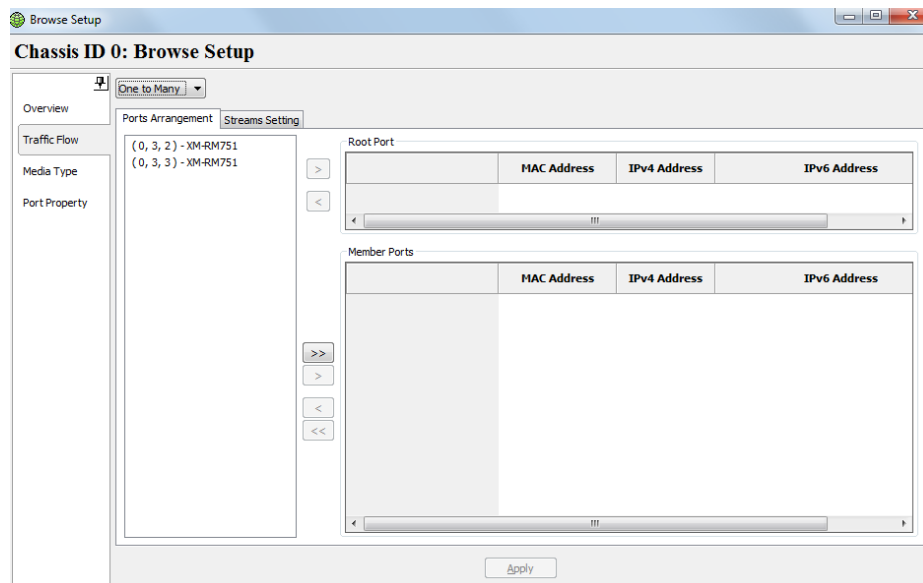 Browse Setup
Chassis ID 0: Browse Setup
Overview
Traffic Flow
Media Type
Port Property
One to Many
Ports Arrangement Streams Setting
( 0, 3, 2 ) - XM-RM751
( 0, 3, 3 ) - XM-RM751
>
<
Root Port
MAC Address IPv4 Address IPv6 Address
Member Ports
MAC Address IPv4 Address IPv6 Address
>>
>
<
<<
Apply